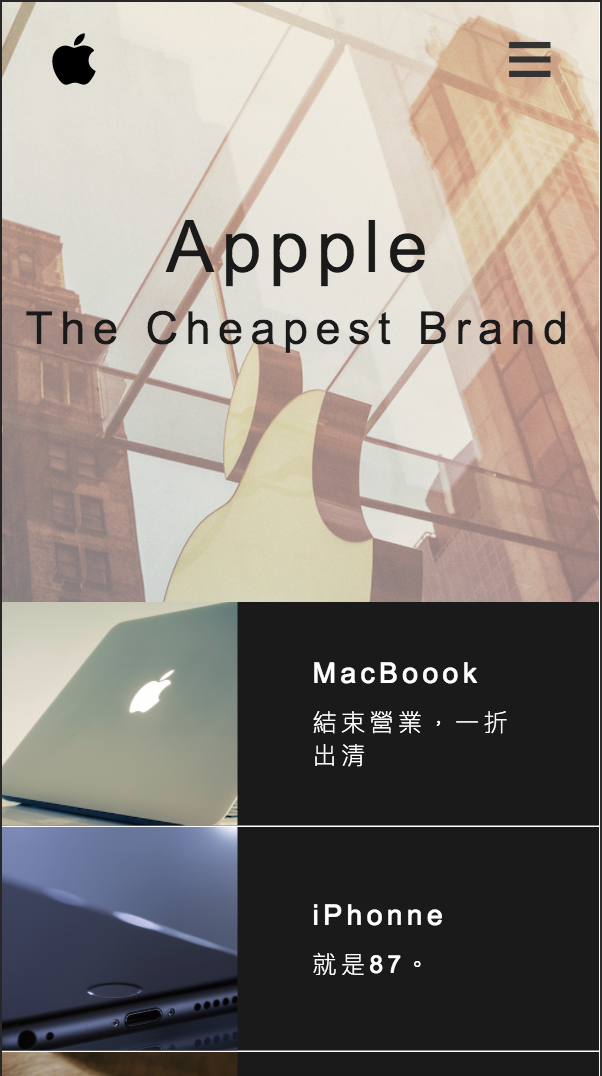 Appple
The Cheapest Brand
MacBoook
結束營業，一折
出清
iPhonne
就是87。